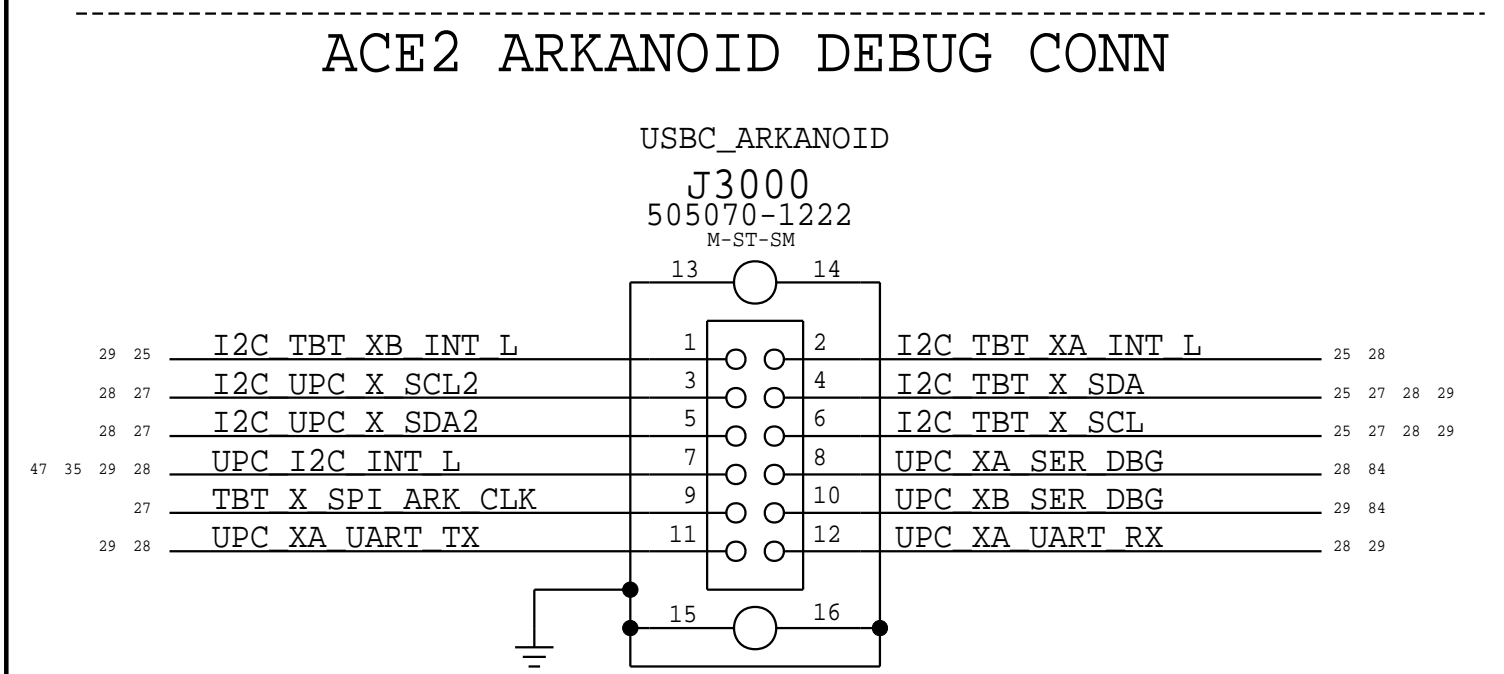 ACE2 ARKANOID DEBUG CONN
USBC_ARKANOID
J3000
505070-1222
M-ST-SM
13 14
29 25 I2C_TBT_XB_INT_L 1 2 I2C_TBT_XA_INT_L 25 28
28 27 I2C_UPC_X_SCL2 3 4 I2C_TBT_X_SDA 25 27 28 29
28 27 I2C_UPC_X_SDA2 5 6 I2C_TBT_X_SCL 25 27 28 29
47 35 29 28 UPC_I2C_INT_L 7 8 UPC_XA_SER_DBG 28 84
27 TBT_X_SPI_ARK_CLK 9 10 UPC_XB_SER_DBG 29 84
29 28 UPC_XA_UART_TX 11 12 UPC_XA_UART_RX 28 29
15 16